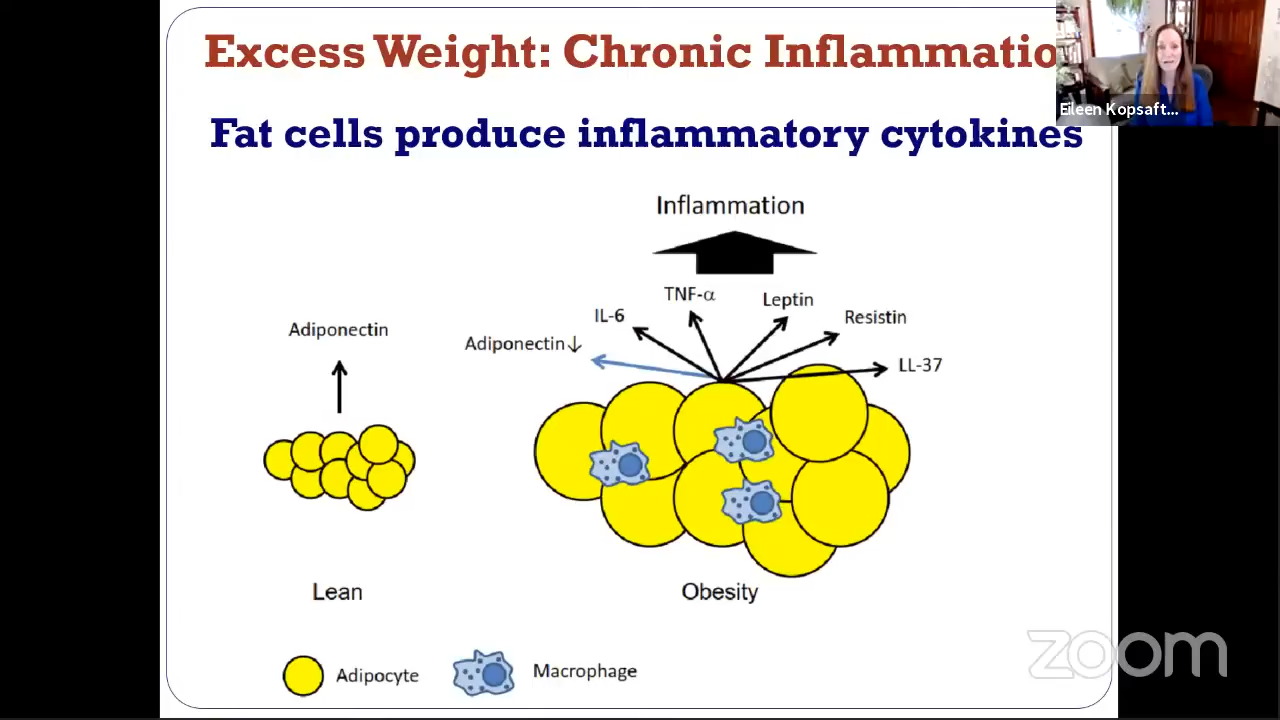 Excess Weight: Chronic Inflammatio
Eileen Kopsaft...
Fat cells produce inflammatory cytokines
Inflammation
TNF-α
Leptin
IL-6
Resistin
Adiponectin
Adiponectin↓
LL-37
Lean
Obesity
Adipocyte
Macrophage
zoom